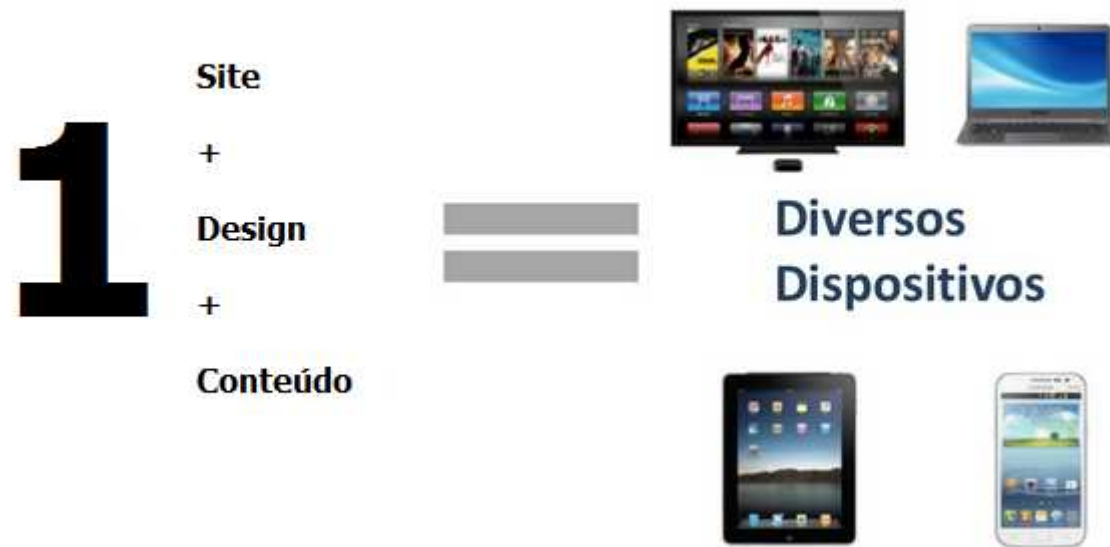 1
Site
+
Design
+
Conteúdo
Diversos
Dispositivos